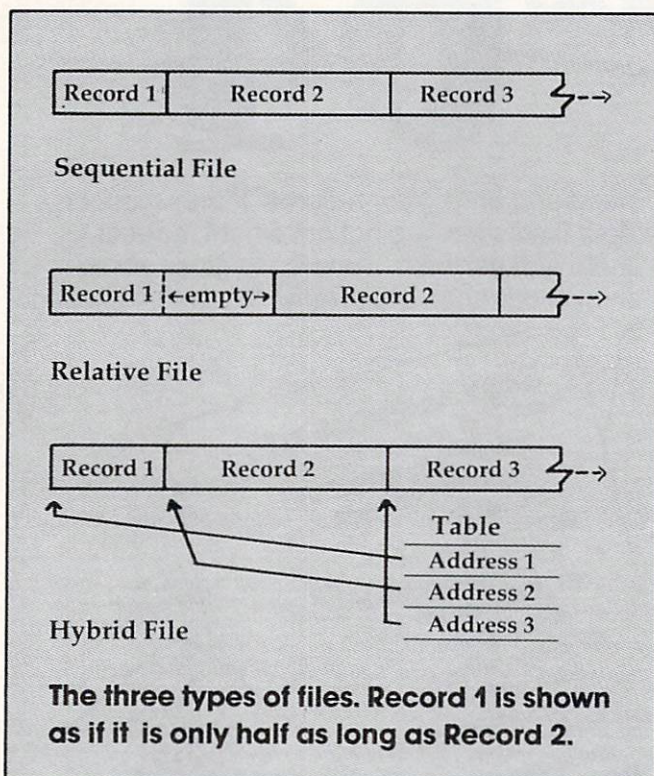 Record 1 Record 2 Record 3
Sequential File
Record 1 ←empty→ Record 2
Relative File
Record 1 Record 2 Record 3
Table
Address 1
Address 2
Address 3
Hybrid File
The three types of files. Record 1 is shown
as if it is only half as long as Record 2.